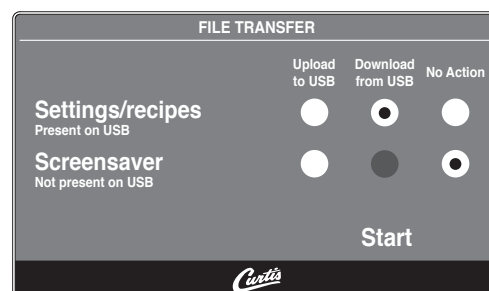 FILE TRANSFER
Upload to USB
Download from USB
No Action
Settings/recipes
Present on USB
Screensaver
Not present on USB
Start
Curtis